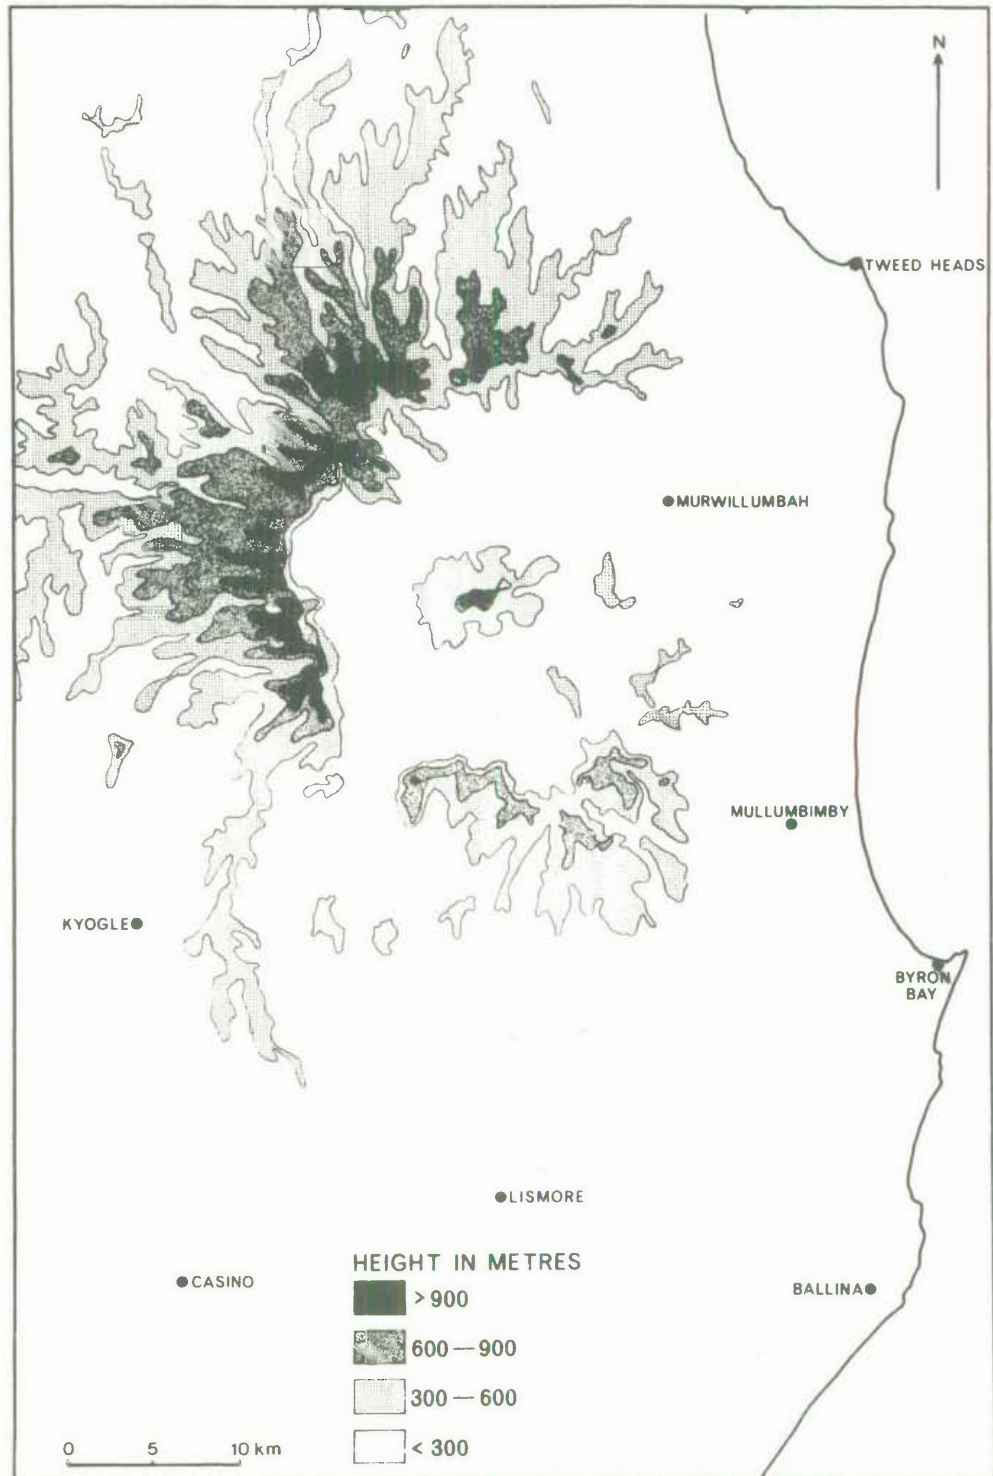 N
TWEED HEADS
MURWILLUMBAH
MULLUMBIMBY
KYOGLE
BYRON
BAY
LISMORE
HEIGHT IN METRES
CASINO
> 900
BALLINA
600 — 900
300 — 600
0 5 10 km
< 300